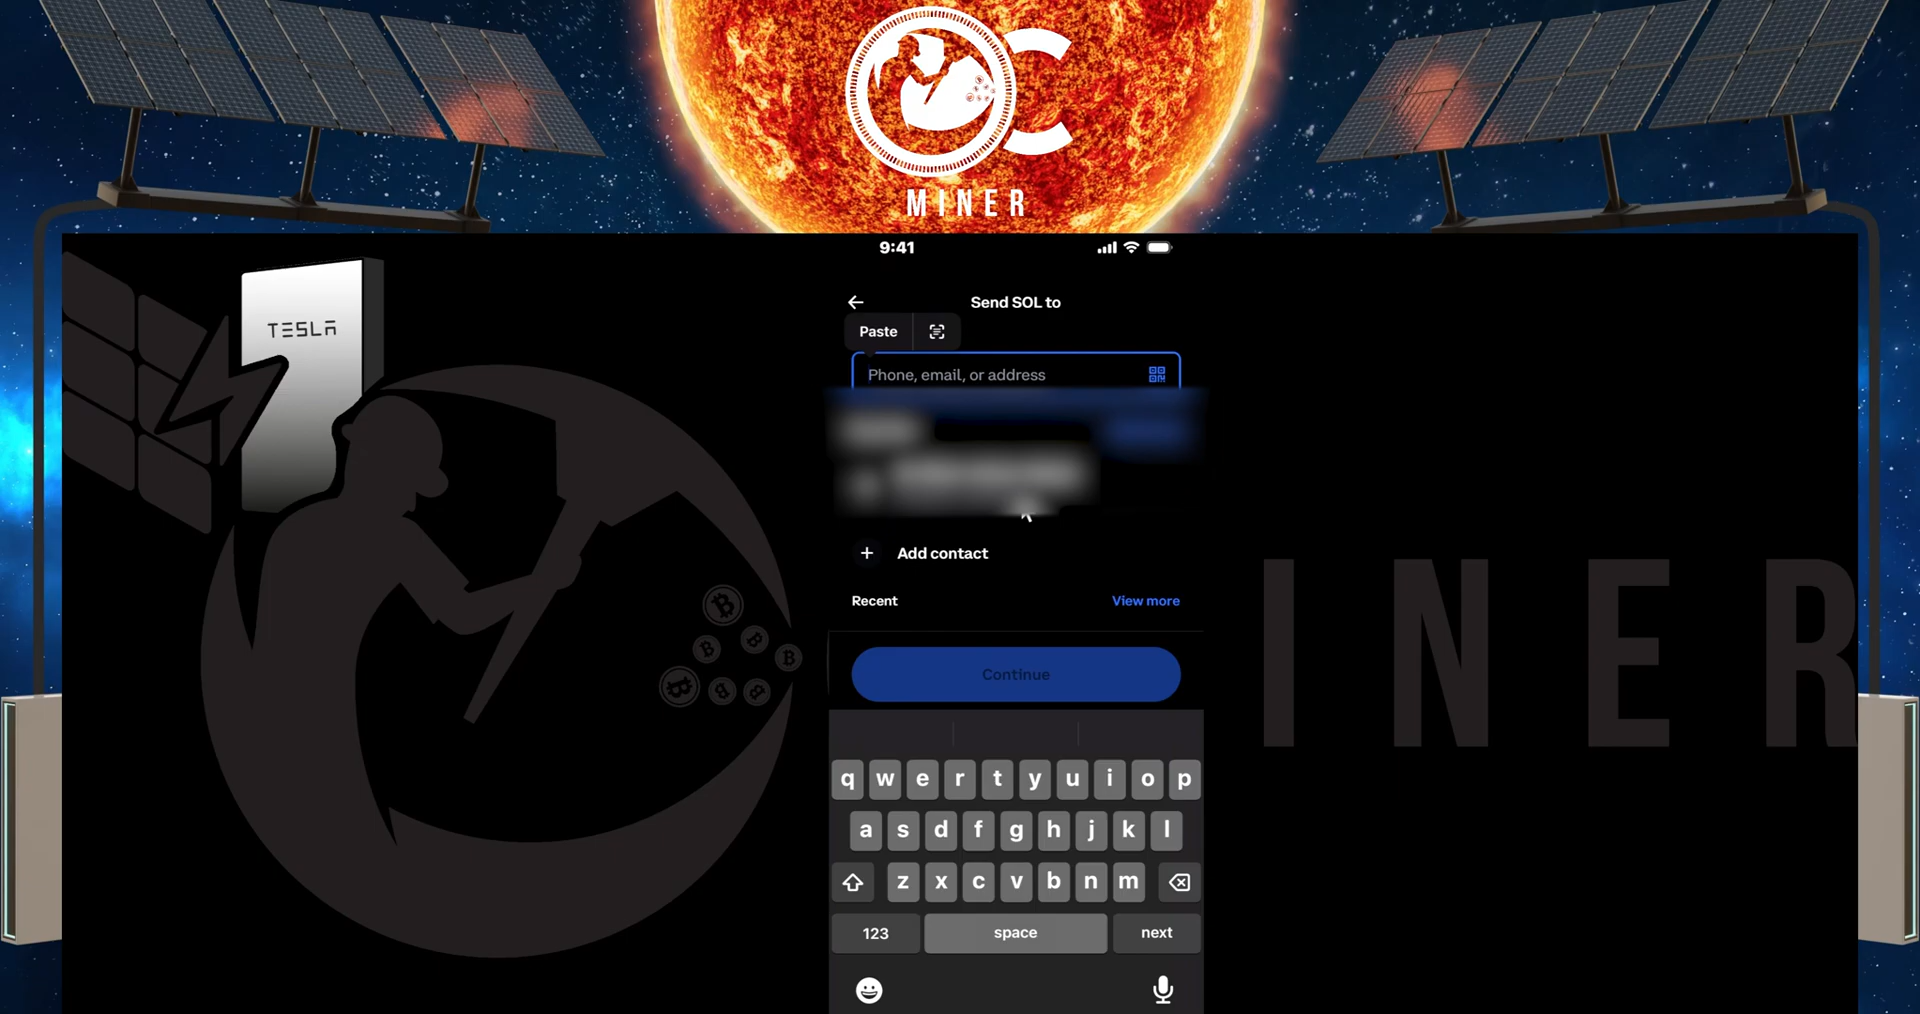 C
MINER
9:41
Send SOL to
Paste
Phone, email, or address
TESLA
Add contact
Recent
View more
Continue
INER
q w e r t y u i o p
a s d f g h j k l
z x c v b n m
123
space
next